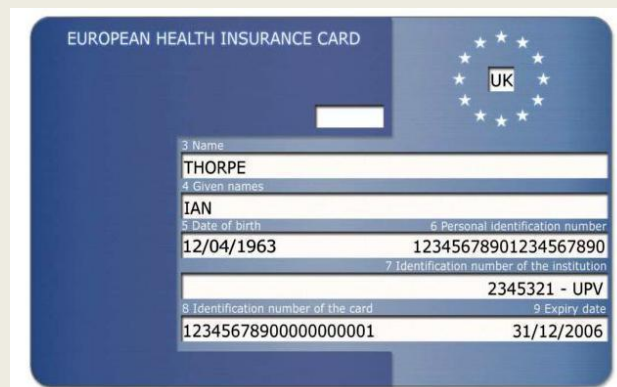 EUROPEAN HEALTH INSURANCE CARD
UK
3 Name
THORPE
4 Given names
IAN
5 Date of birth 6 Personal identification number
12/04/1963 12345678901234567890
7 Identification number of the institution
2345321 - UPV
8 Identification number of the card 9 Expiry date
12345678900000000001 31/12/2006